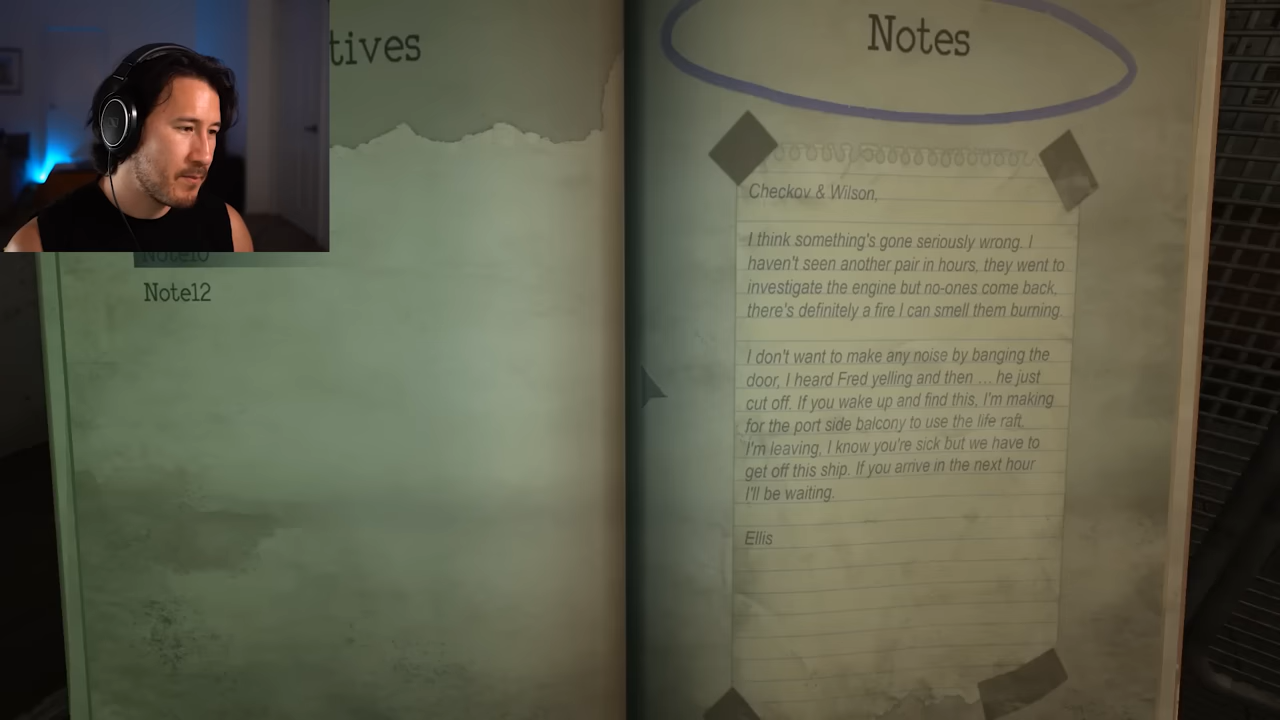 tives
Notes
Note10
Note12
Checkov & Wilson,
I think something's gone seriously wrong. I
haven't seen another pair in hours, they went to
investigate the engine but no-ones come back,
there's definitely a fire I can smell them burning.
I don't want to make any noise by banging the
door, I heard Fred yelling and then ... he just
cut off. If you wake up and find this, I'm making
for the port side balcony to use the life raft.
I'm leaving, I know you're sick but we have to
get off this ship. If you arrive in the next hour
I'll be waiting.
Ellis